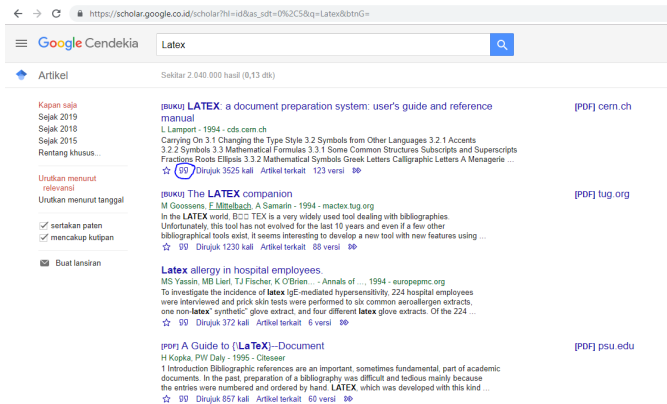 https://scholar.google.co.id/scholar?hl=id&as_sdt=0%2C5&q=Latex&btnG=
Google Cendekia
Latex
Artikel
Sekitar 2.040.000 hasil (0,13 dtk)
Kapan saja
Sejak 2019
Sejak 2018
Sejak 2015
Rentang khusus...
Urutkan menurut
relevansi
Urutkan menurut tanggal
sertakan paten
mencakup kutipan
Buat lansiran
[BUKU] LATEX: a document preparation system: user's guide and reference
manual
L Lamport - 1994 - cds.cern.ch
Carrying On 3.1 Changing the Type Style 3.2 Symbols from Other Languages 3.2.1 Accents
3.2.2 Symbols 3.3 Mathematical Formulas 3.3.1 Some Common Structures Subscripts and Superscripts
Fractions Roots Ellipsis 3.3.2 Mathematical Symbols Greek Letters Calligraphic Letters A Menagerie ...
Dirujuk 3525 kali Artikel terkait 123 versi
[PDF] cern.ch
[BUKU] The LATEX companion
M Goossens, F Mittelbach, A Samarin - 1994 - mactex.tug.org
In the LATEX world, B□□ TEX is a very widely used tool dealing with bibliographies.
Unfortunately, this tool has not evolved for the last 10 years and even if a few other
bibliographical tools exist, it seems interesting to develop a new tool with new features using ...
Dirujuk 1230 kali Artikel terkait 88 versi
[PDF] tug.org
Latex allergy in hospital employees.
MS Yassin, MB Lierl, TJ Fischer, K O'Brien... - Annals of ..., 1994 - europepmc.org
To investigate the incidence of latex IgE-mediated hypersensitivity, 224 hospital employees
were interviewed and prick skin tests were performed to six common aeroallergen extracts,
one non-latex" synthetic" glove extract, and four different latex glove extracts. Of the 224 ...
Dirujuk 372 kali Artikel terkait 6 versi
[PDF] A Guide to {\LaTeX}--Document
H Kopka, PW Daly - 1995 - Citeseer
1 Introduction Bibliographic references are an important, sometimes fundamental, part of academic
documents. In the past, preparation of a bibliography was difficult and tedious mainly because
the entries were numbered and ordered by hand. LATEX, which was developed with this kind ...
Dirujuk 857 kali Artikel terkait 60 versi
[PDF] psu.edu